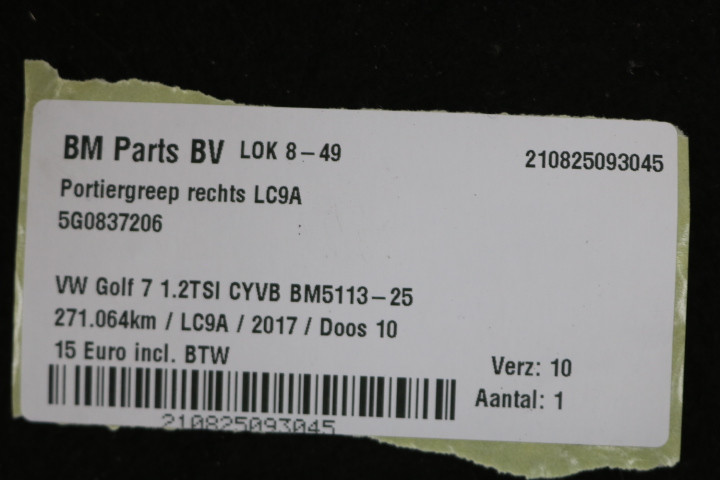 BM Parts BV LOK 8-49 210825093045
Portiergreep rechts LC9A
5G0837206
VW Golf 7 1.2TSI CYVB BM5113-25
271.064km / LC9A / 2017 / Doos 10
15 Euro incl. BTW
Verz: 10
Aantal: 1
210825093045